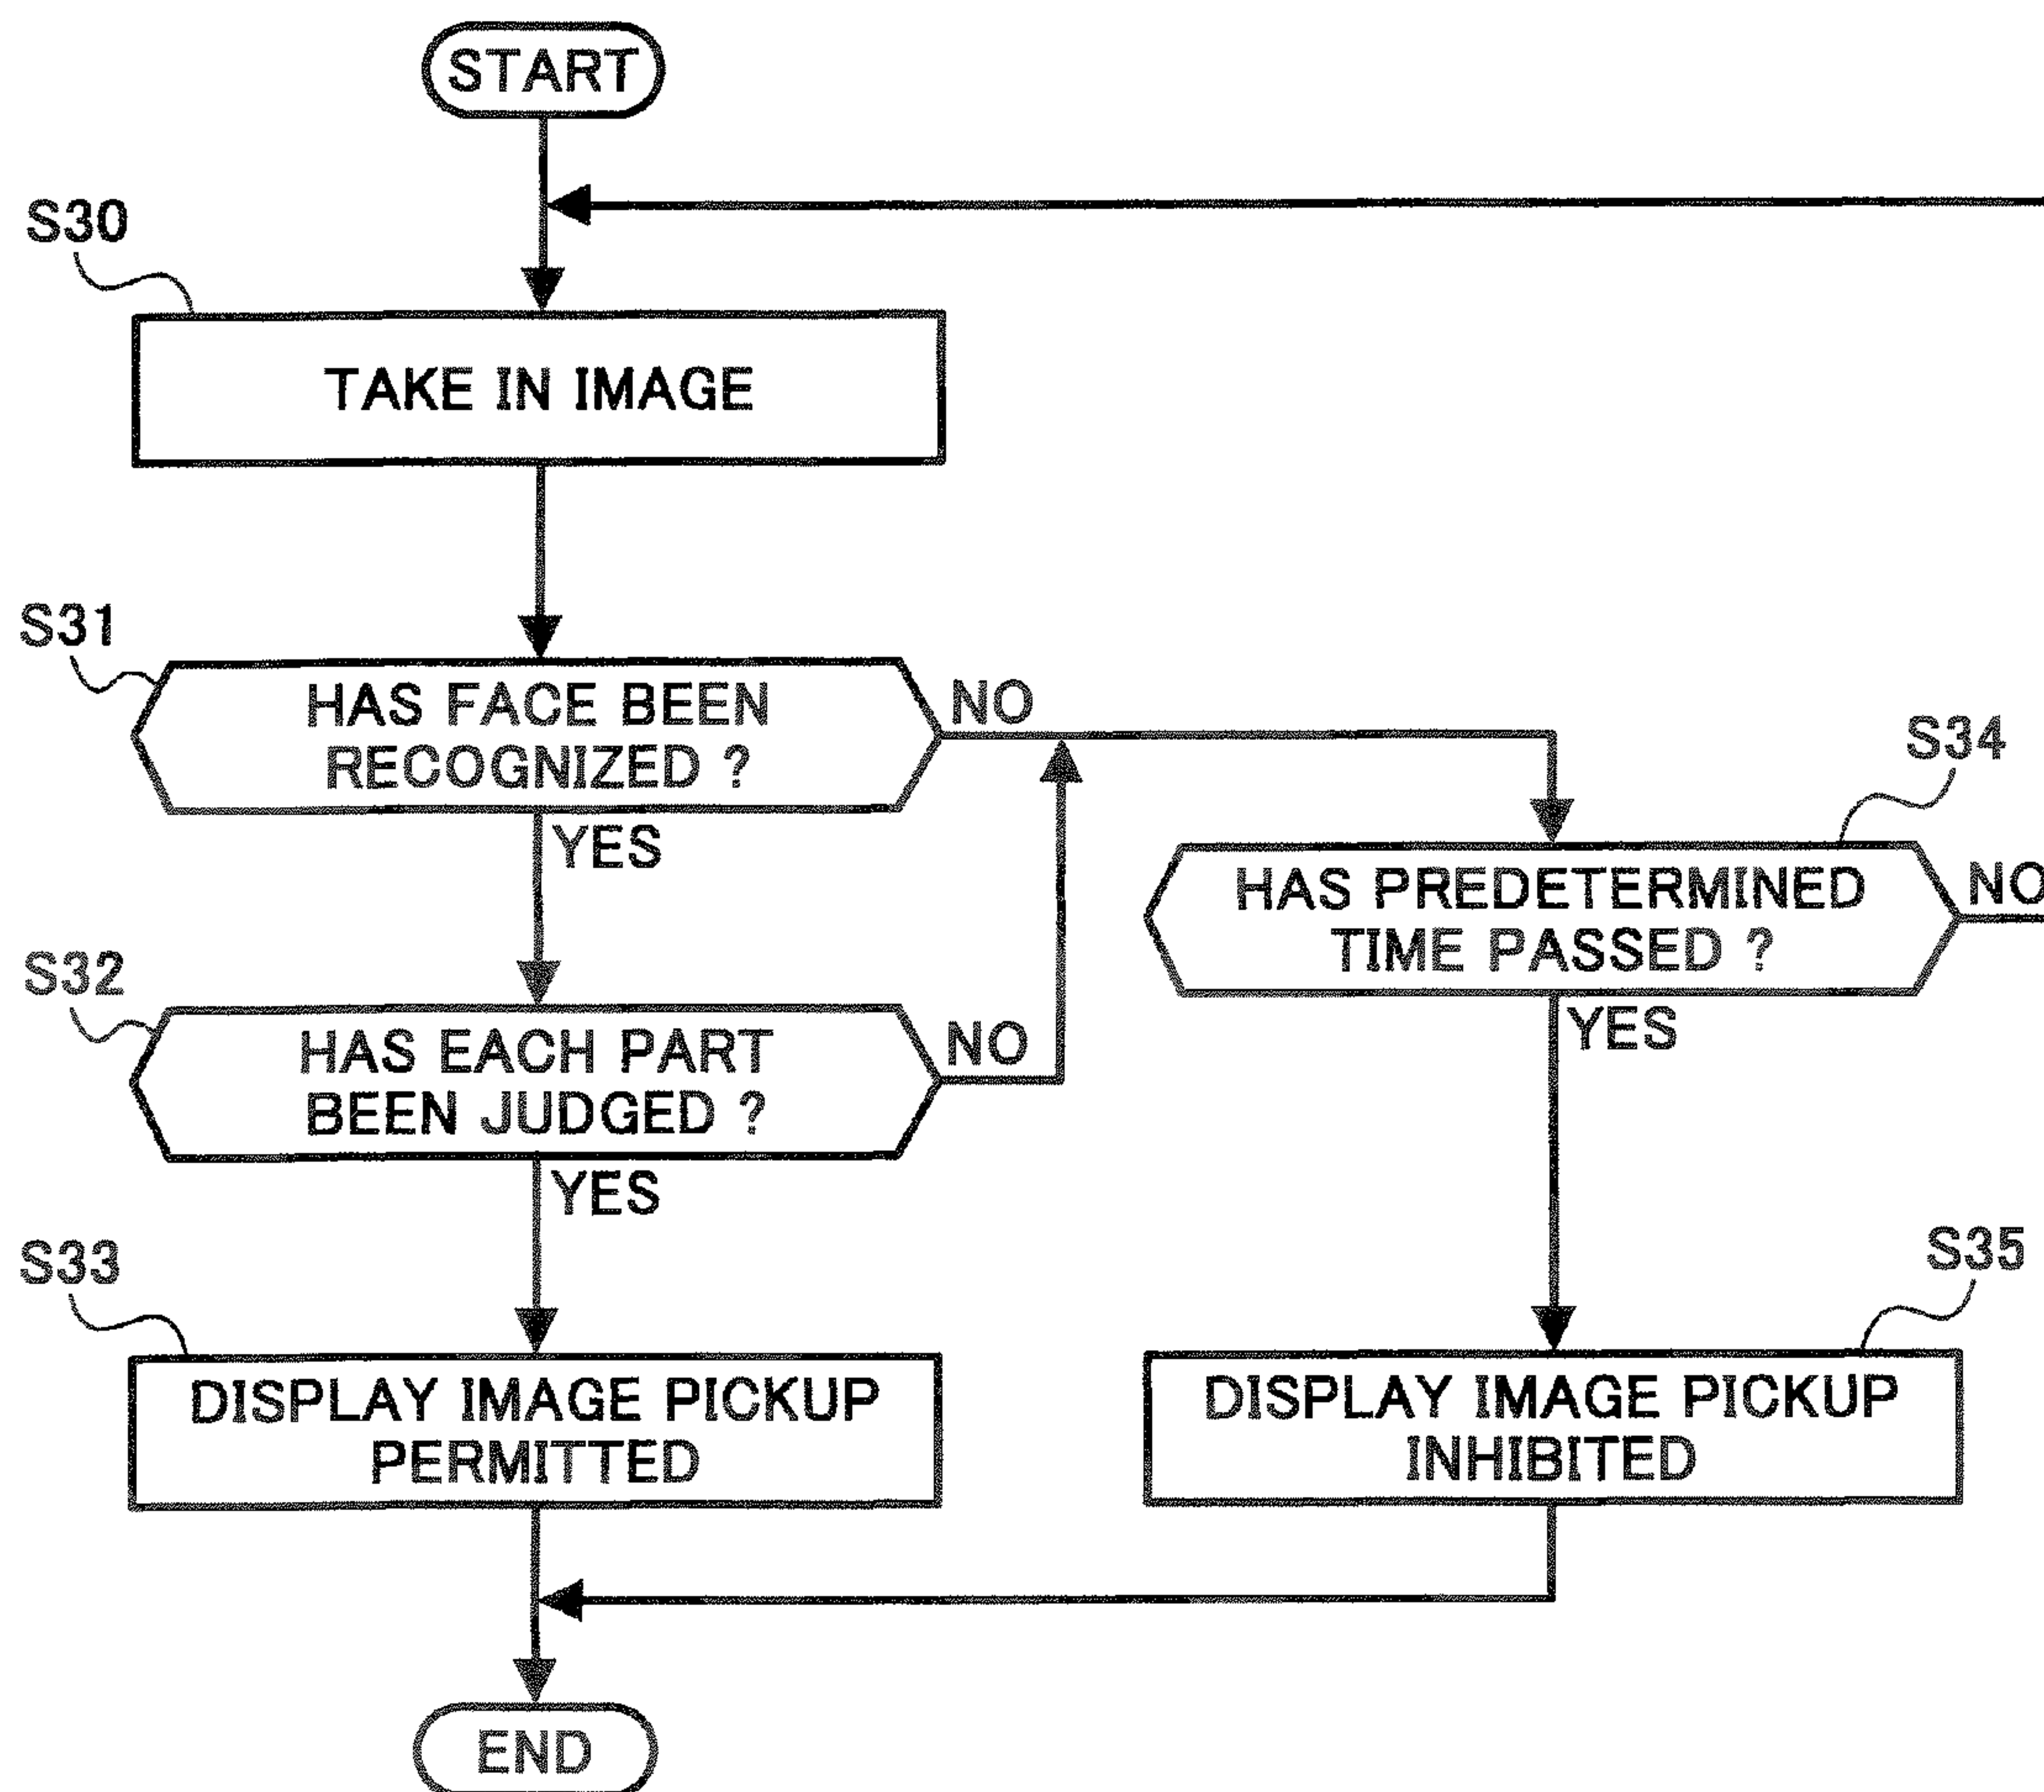 START
S30
TAKE IN IMAGE
S31
HAS FACE BEEN
RECOGNIZED ?
NO
YES
S34
HAS PREDETERMINED
TIME PASSED ?
NO
YES
S32
HAS EACH PART
BEEN JUDGED ?
NO
YES
S33
DISPLAY IMAGE PICKUP
PERMITTED
S35
DISPLAY IMAGE PICKUP
INHIBITED
END